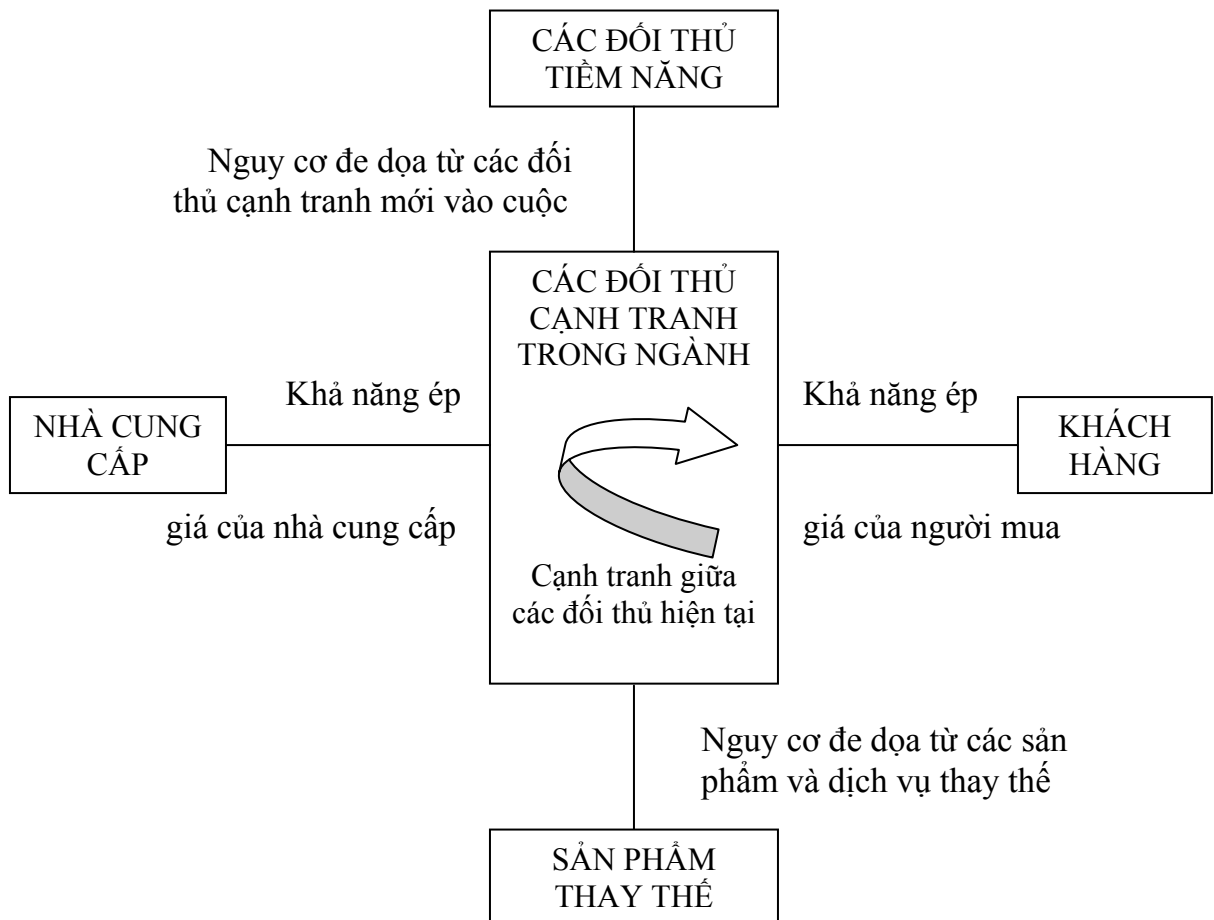 CÁC ĐỐI THỦ
TIỀM NĂNG
Nguy cơ đe dọa từ các đối
thủ cạnh tranh mới vào cuộc
CÁC ĐỐI THỦ
CẠNH TRANH
TRONG NGÀNH
Khả năng ép
Khả năng ép
NHÀ CUNG
CẤP
KHÁCH
HÀNG
giá của nhà cung cấp
giá của người mua
Cạnh tranh giữa
các đối thủ hiện tại
Nguy cơ đe dọa từ các sản
phẩm và dịch vụ thay thế
SẢN PHẨM
THAY THẾ